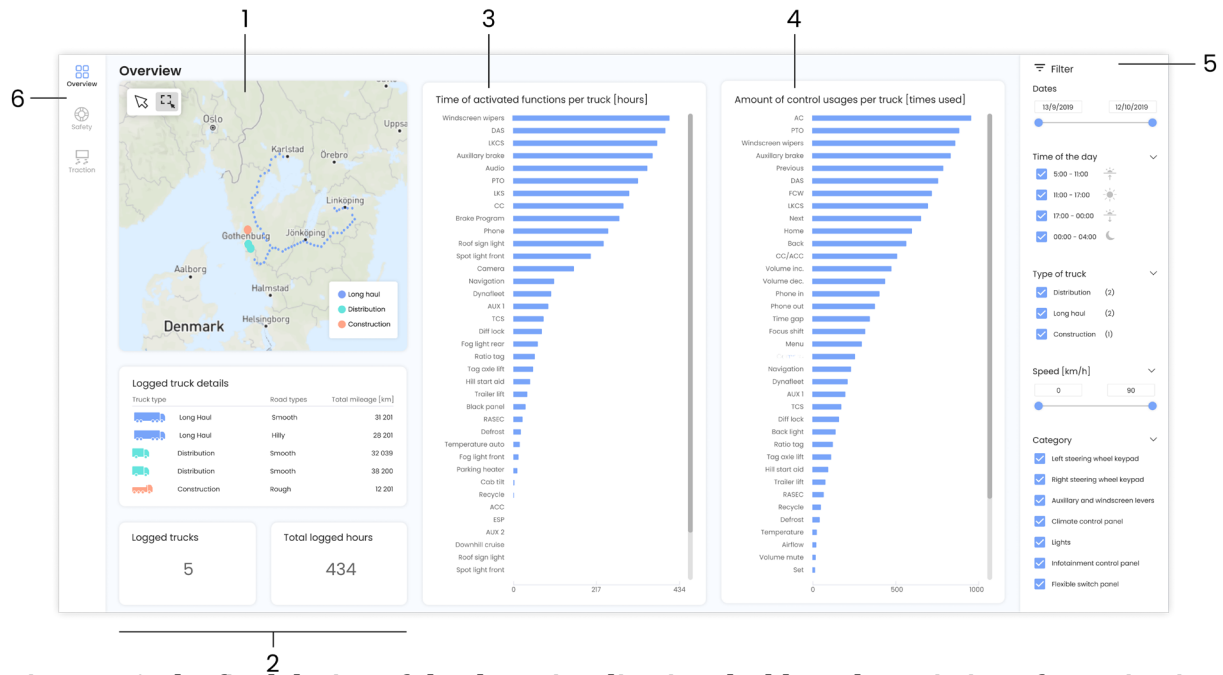 1
3
4
5
6
2
Overview
Safety
Traction
Overview
Oslo
Uppsa
Karlstad
Örebro
Linköping
Gothenburg
Jönköping
Aalborg
Halmstad
Helsingborg
Denmark
Long haul
Distribution
Construction
Logged truck details
Truck type Road types Total mileage [km]
Long Haul Smooth 31 201
Long Haul Hilly 28 201
Distribution Smooth 32 039
Distribution Smooth 38 200
Construction Rough 12 201
Logged trucks
5
Total logged hours
434
Time of activated functions per truck [hours]
Windscreen wipers
DAS
LKCS
Auxillary brake
Audio
PTO
LKS
CC
Brake Program
Phone
Roof sign light
Spot light front
Camera
Navigation
Dynafleet
AUX 1
TCS
Diff lock
Fog light rear
Ratio tag
Tag axle lift
Hill start aid
Trailer lift
Black panel
RASEC
Defrost
Temperature auto
Fog light front
Parking heater
Cab tilt
Recycle
ACC
ESP
AUX 2
Downhill cruise
Roof sign light
Spot light front
0 217 434
Amount of control usages per truck [times used]
AC
PTO
Windscreen wipers
Auxillary brake
Previous
DAS
FCW
LKCS
Next
Home
Back
CC/ACC
Volume inc.
Volume dec.
Phone in
Phone out
Time gap
Focus shift
Menu
Navigation
Dynafleet
AUX 1
TCS
Diff lock
Back light
Ratio tag
Tag axle lift
Hill start aid
Trailer lift
RASEC
Recycle
Defrost
Temperature
Airflow
Volume mute
Set
0 500 1000
Filter
Dates
13/9/2019 12/10/2019
Time of the day
5:00 - 11:00
11:00 - 17:00
17:00 - 00:00
00:00 - 04:00
Type of truck
Distribution (2)
Long haul (2)
Construction (1)
Speed [km/h]
0 90
Category
Left steering wheel keypad
Right steering wheel keypad
Auxillary and windscreen levers
Climate control panel
Lights
Infotainment control panel
Flexible switch panel